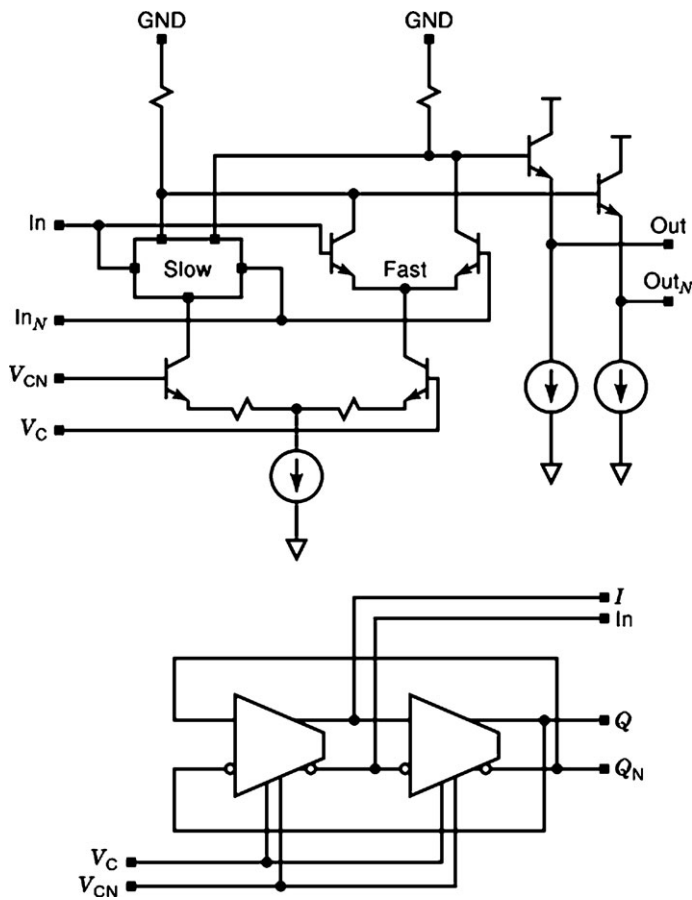 GND
GND
In
Slow
Fast
Out
In_N
Out_N
V_CN
V_C
I
In
Q
Q_N
V_C
V_CN